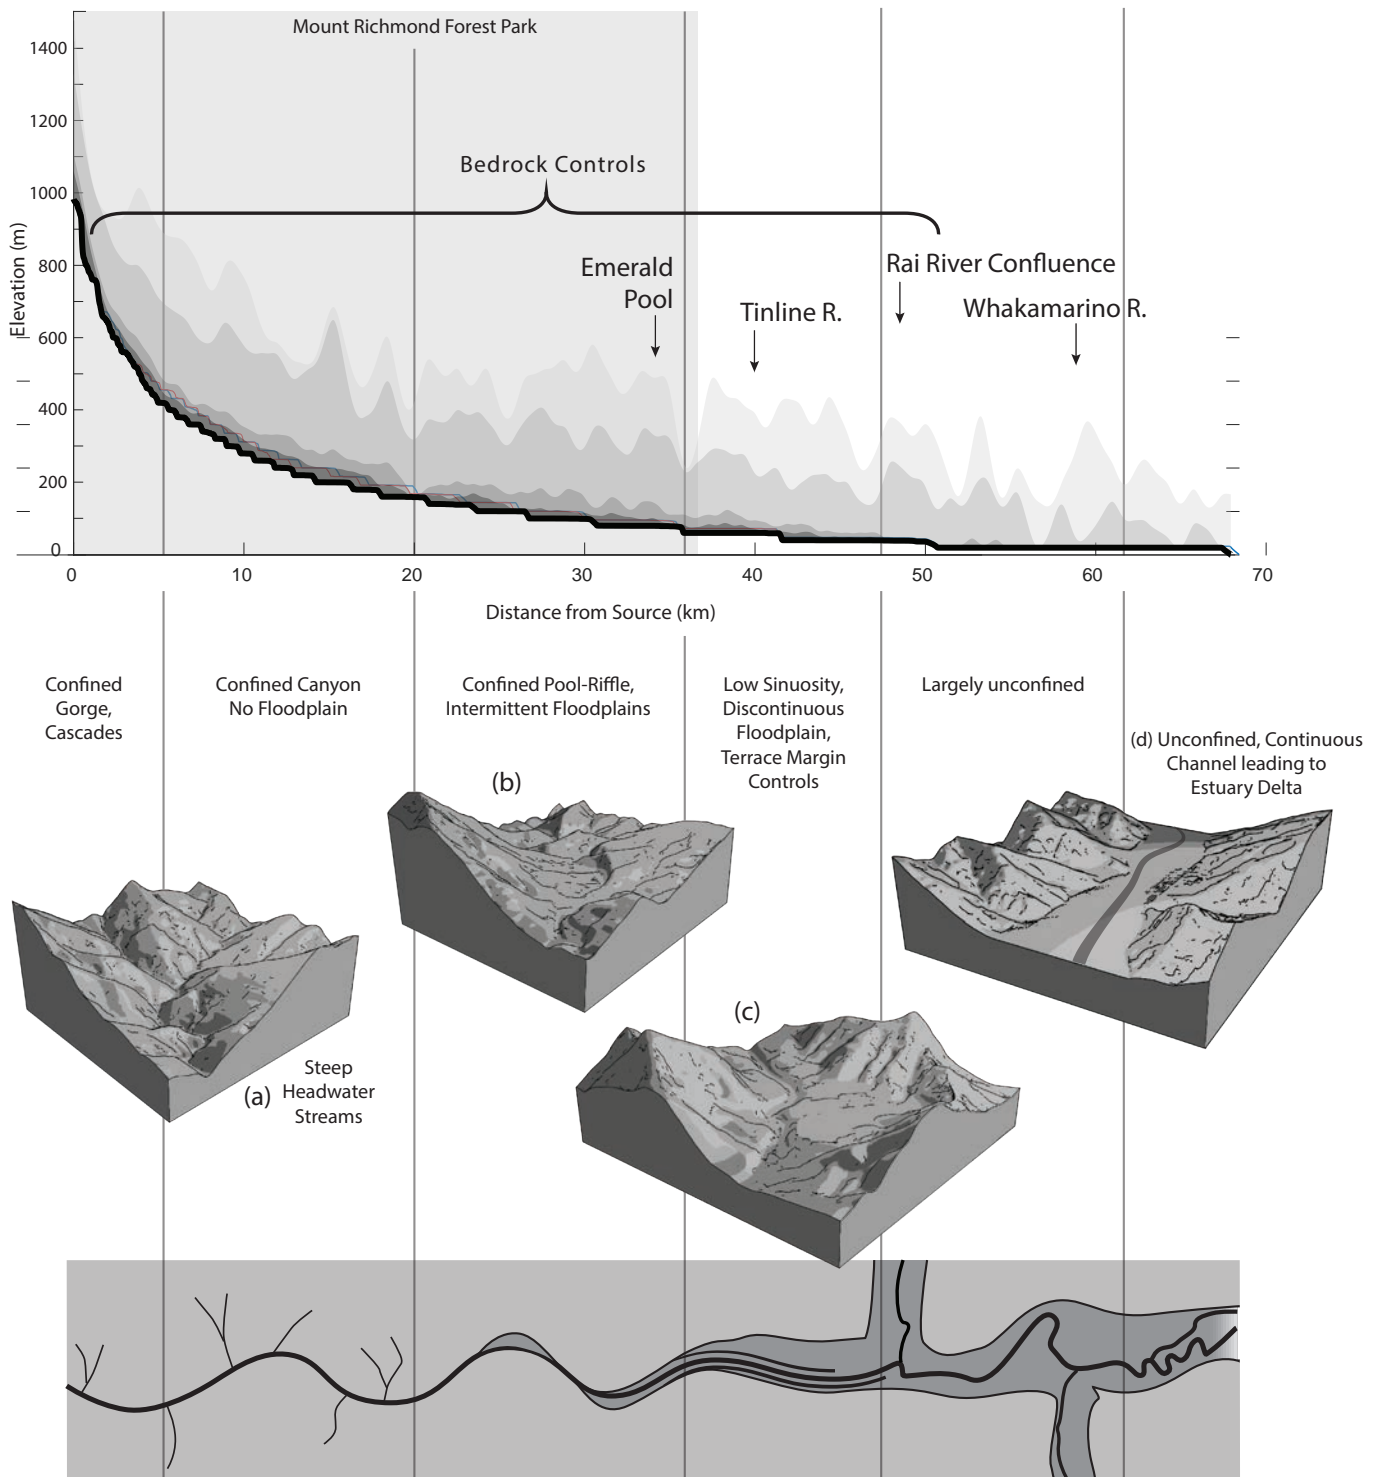 Mount Richmond Forest Park
1400
1200
1000
800
600
400
200
0
Elevation (m)
Bedrock Controls
Emerald
Pool
Tinline R.
Rai River Confluence
Whakamarino R.
0
10
20
30
40
50
60
70
Distance from Source (km)
Confined
Gorge,
Cascades
Confined Canyon
No Floodplain
Confined Pool-Riffle,
Intermittent Floodplains
Low Sinuosity,
Discontinuous
Floodplain,
Terrace Margin
Controls
Largely unconfined
(d) Unconfined, Continuous
Channel leading to
Estuary Delta
(b)
(c)
(a)
Steep
Headwater
Streams